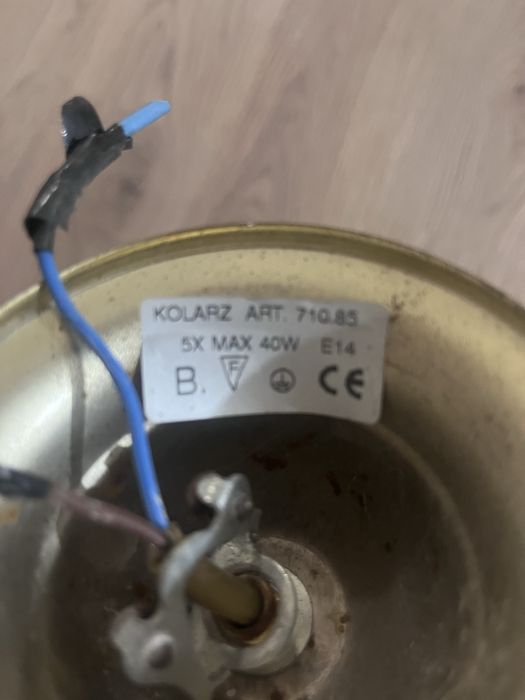 KOLARZ ART. 710.85
5X MAX 40W E14
B. F CE